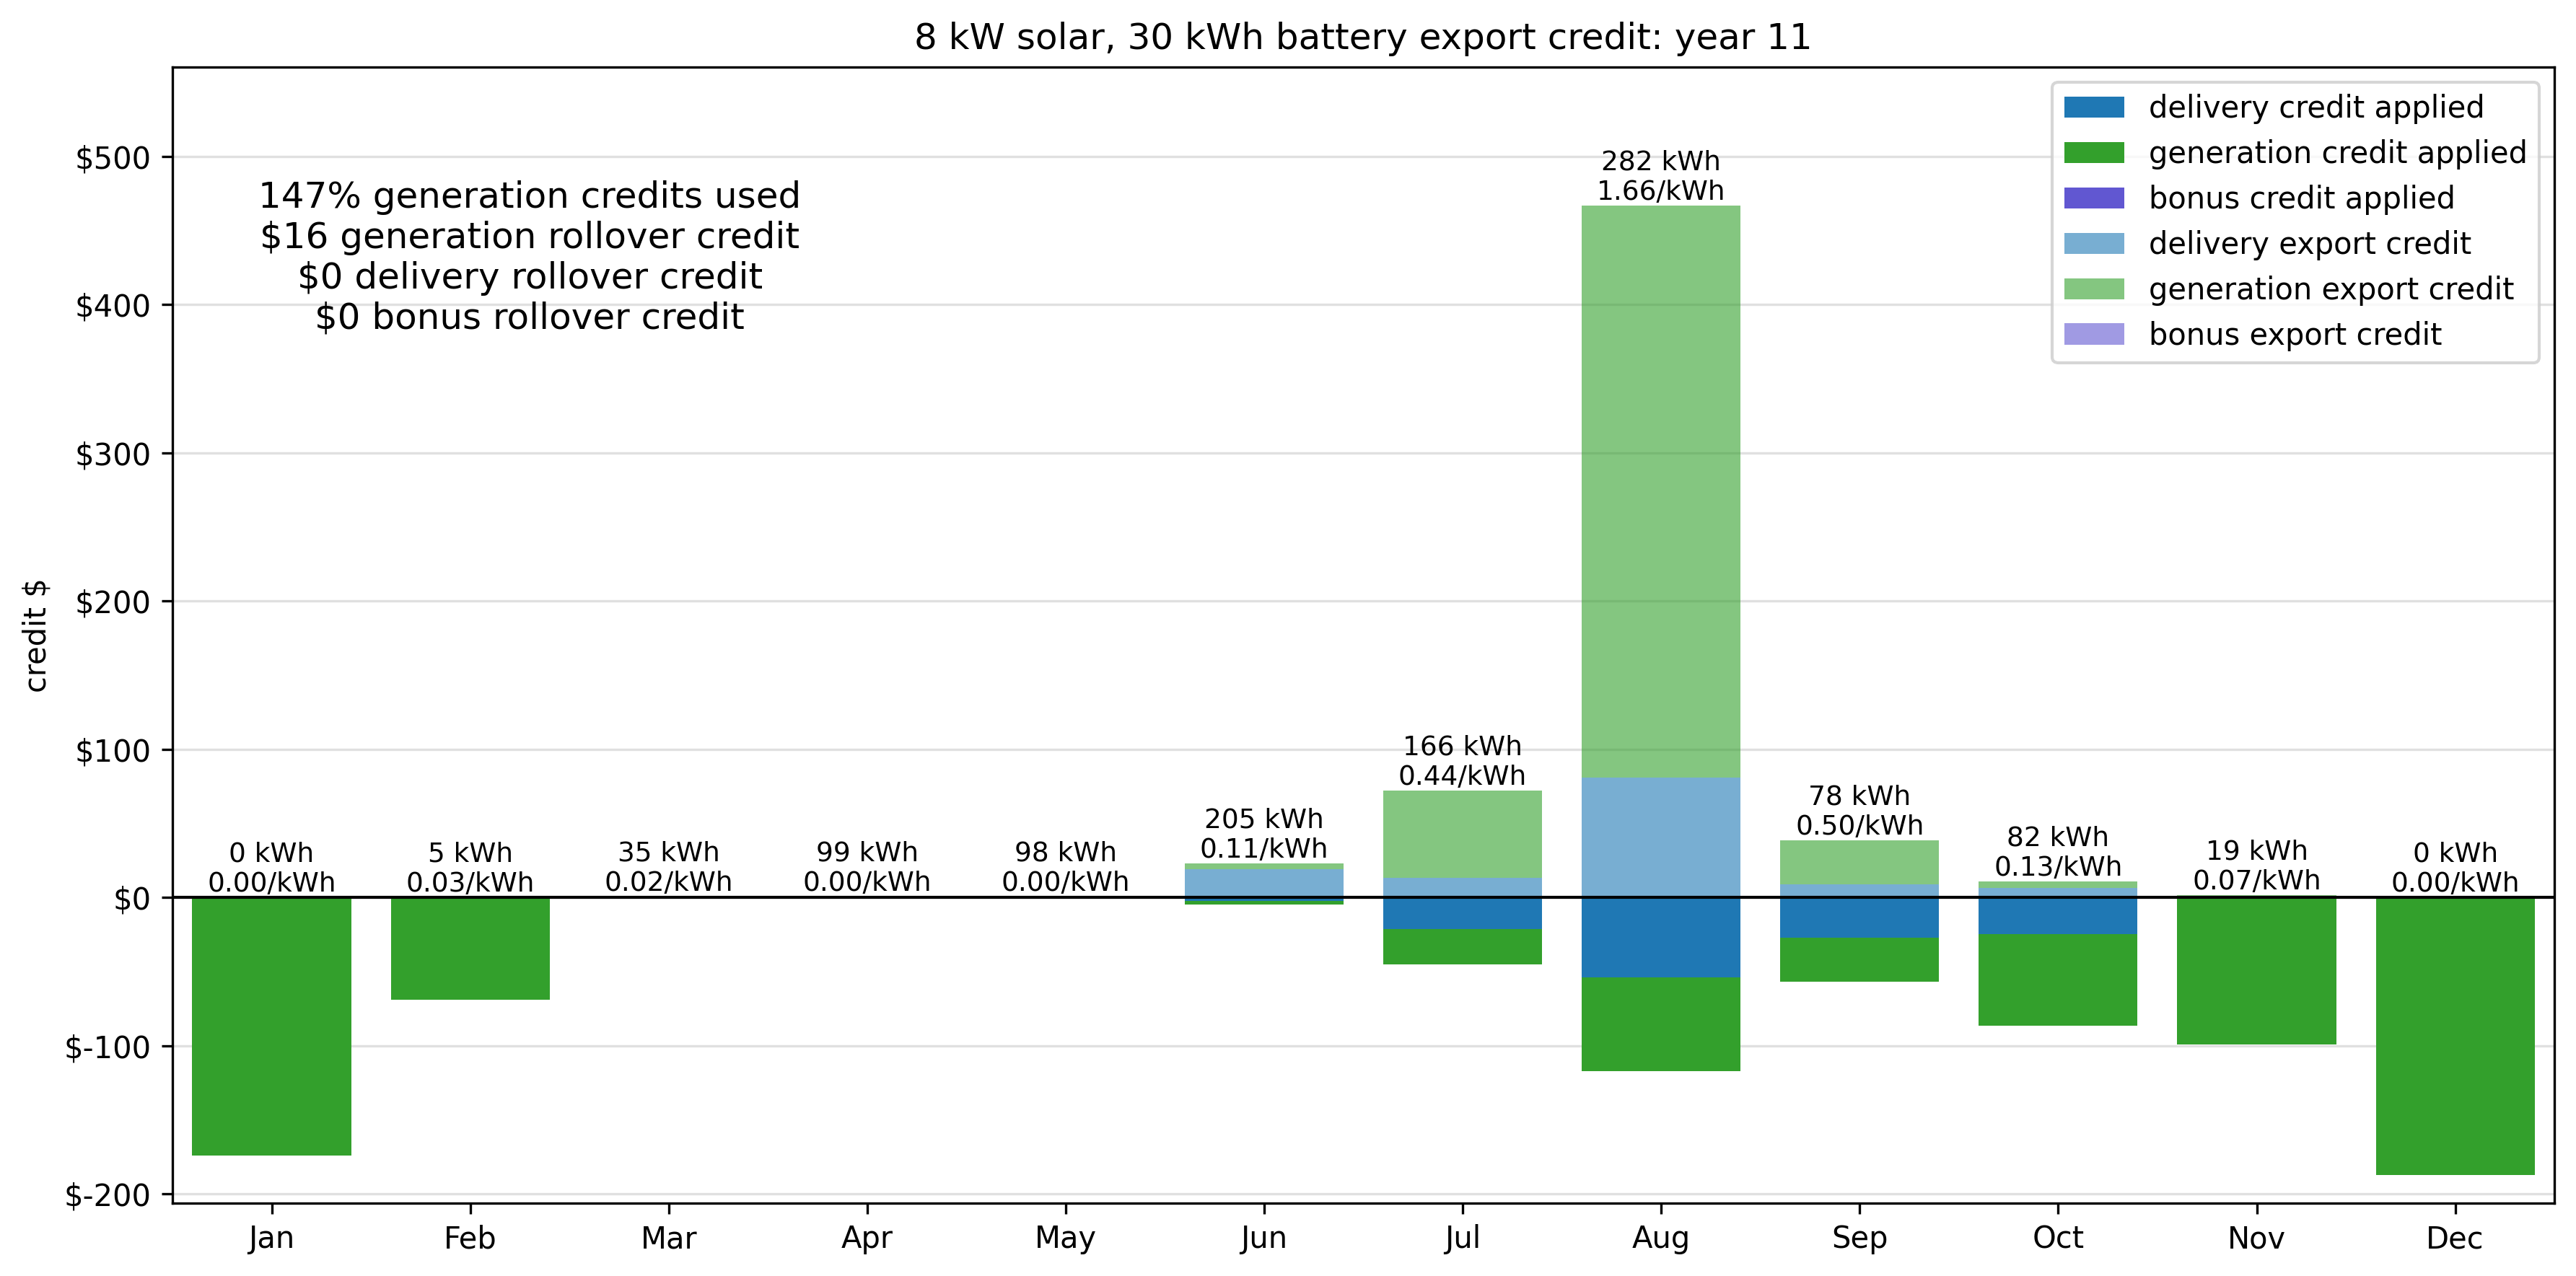 8 kW solar, 30 kWh battery export credit: year 11
credit $
$500
$400
$300
$200
$100
$0
$-100
$-200
147% generation credits used
$16 generation rollover credit
$0 delivery rollover credit
$0 bonus rollover credit
delivery credit applied
generation credit applied
bonus credit applied
delivery export credit
generation export credit
bonus export credit
0 kWh
0.00/kWh
5 kWh
0.03/kWh
35 kWh
0.02/kWh
99 kWh
0.00/kWh
98 kWh
0.00/kWh
205 kWh
0.11/kWh
166 kWh
0.44/kWh
282 kWh
1.66/kWh
78 kWh
0.50/kWh
82 kWh
0.13/kWh
19 kWh
0.07/kWh
0 kWh
0.00/kWh
Jan
Feb
Mar
Apr
May
Jun
Jul
Aug
Sep
Oct
Nov
Dec